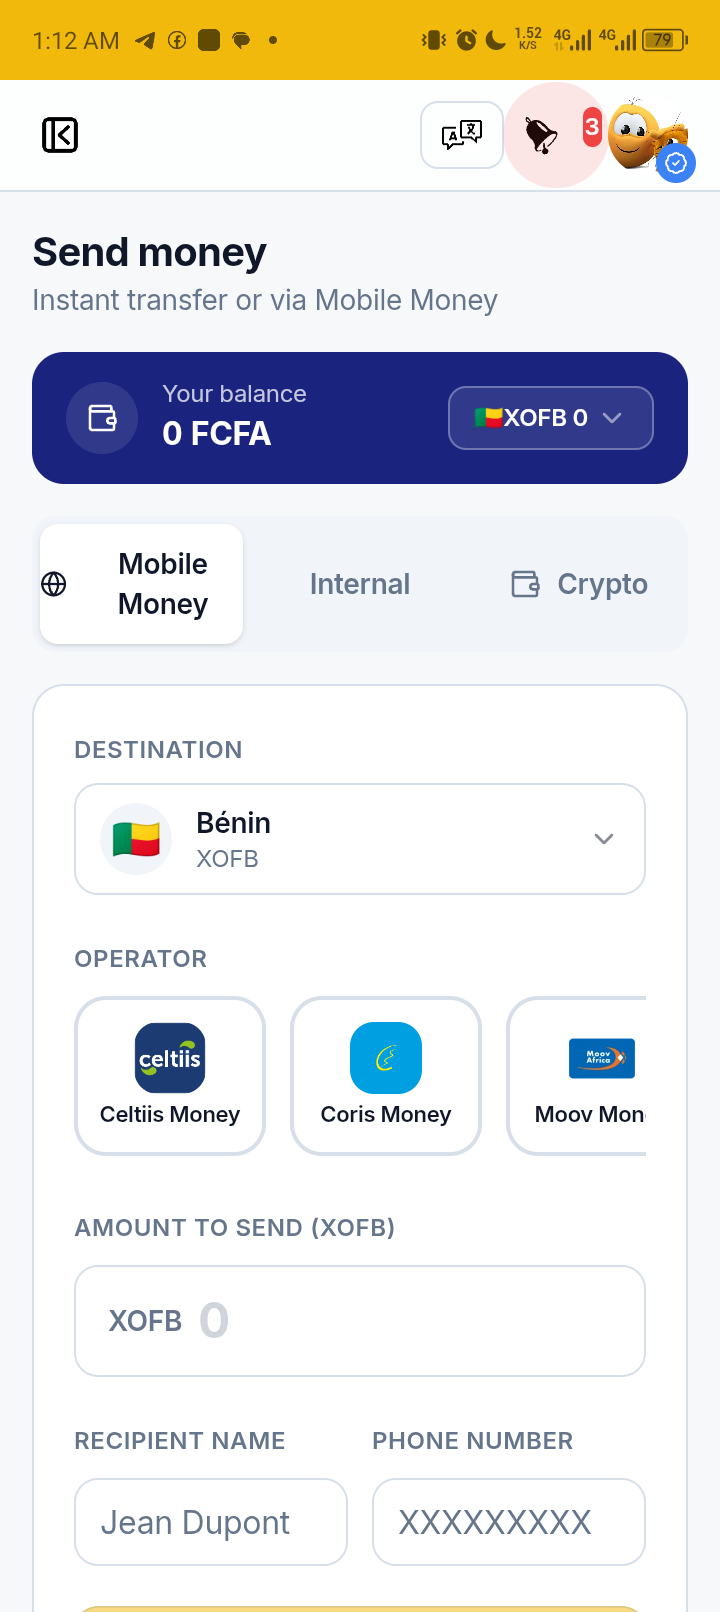 1:12 AM
1.52
K/S
4G
4G
79
A 文
3
Send money
Instant transfer or via Mobile Money
Your balance
0 FCFA
XOFB 0
Mobile
Money
Internal
Crypto
DESTINATION
Bénin
XOFB
OPERATOR
celtiis
Moov
Africa
Celtiis Money
Coris Money
Moov Mon
AMOUNT TO SEND (XOFB)
XOFB 0
RECIPIENT NAME
PHONE NUMBER
Jean Dupont
XXXXXXXXX